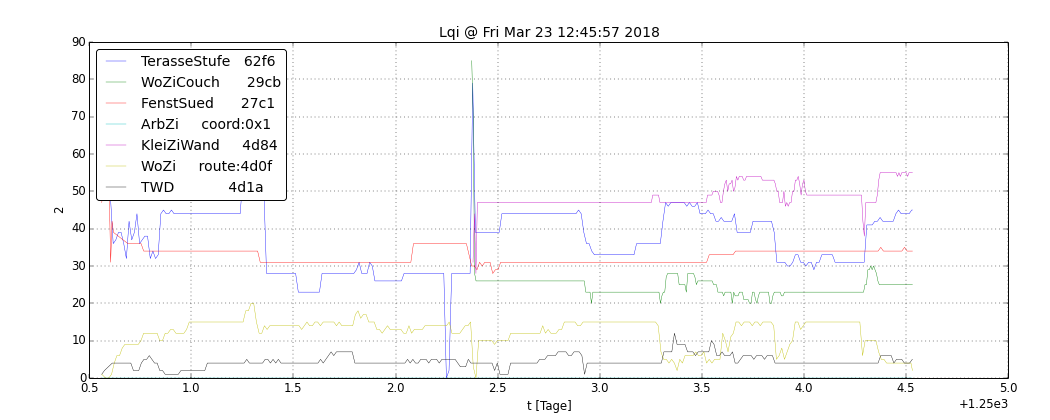 Lqi @ Fri Mar 23 12:45:57 2018
90
80
70
60
50
40
30
20
10
0
2
TerasseStufe 62f6
WoZiCouch 29cb
FenstSued 27c1
ArbZi coord:0x1
KleiZiWand 4d84
WoZi route:4d0f
TWD 4d1a
0.5 1.0 1.5 2.0 2.5 3.0 3.5 4.0 4.5 5.0
t [Tage]
+1.25e3